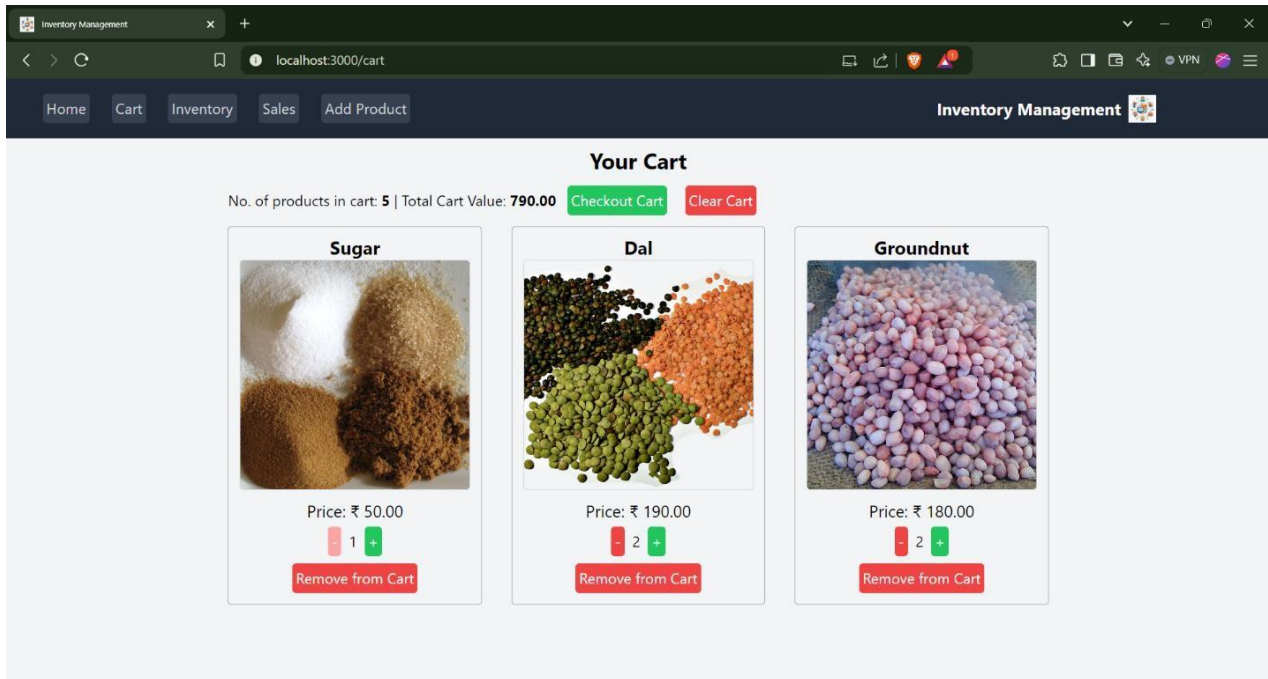 Inventory Management
localhost:3000/cart
VPN
Home Cart Inventory Sales Add Product Inventory Management
Your Cart
No. of products in cart: 5 | Total Cart Value: 790.00 Checkout Cart Clear Cart
Sugar Dal Groundnut
Price: ₹ 50.00 Price: ₹ 190.00 Price: ₹ 180.00
- 1 + - 2 + - 2 +
Remove from Cart Remove from Cart Remove from Cart